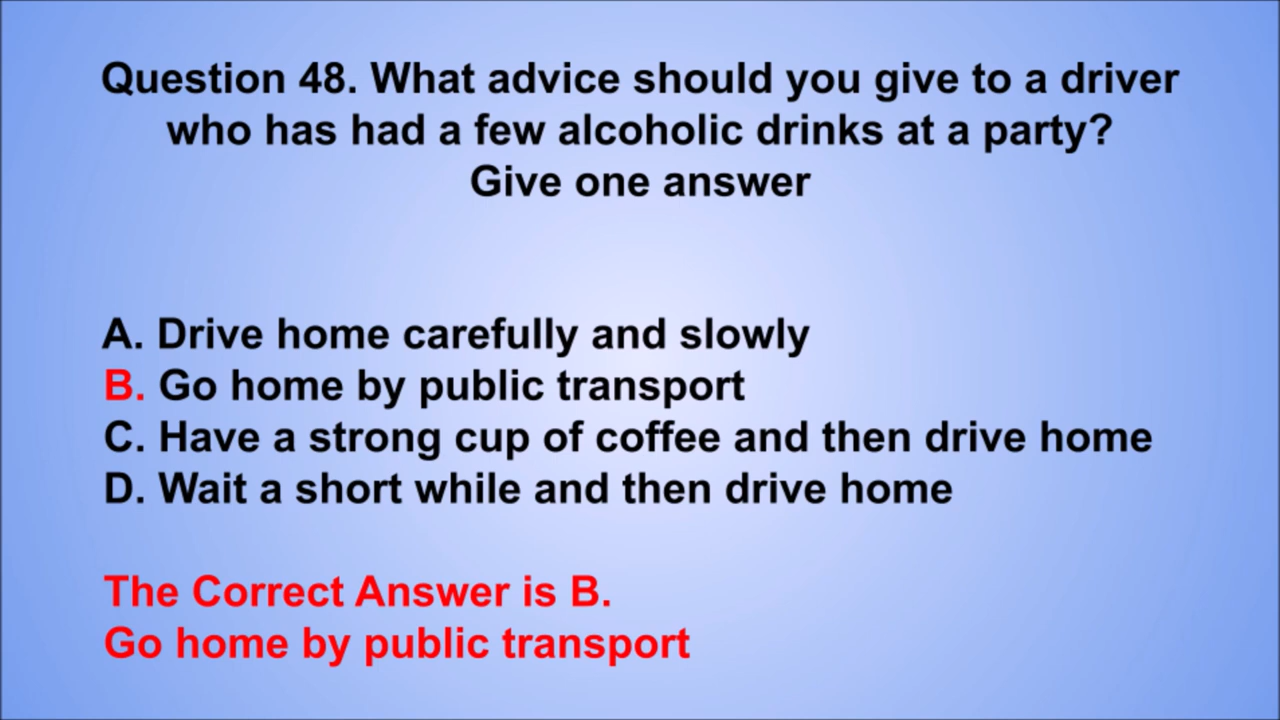 Question 48. What advice should you give to a driver
who has had a few alcoholic drinks at a party?
Give one answer
A. Drive home carefully and slowly
B. Go home by public transport
C. Have a strong cup of coffee and then drive home
D. Wait a short while and then drive home
The Correct Answer is B.
Go home by public transport